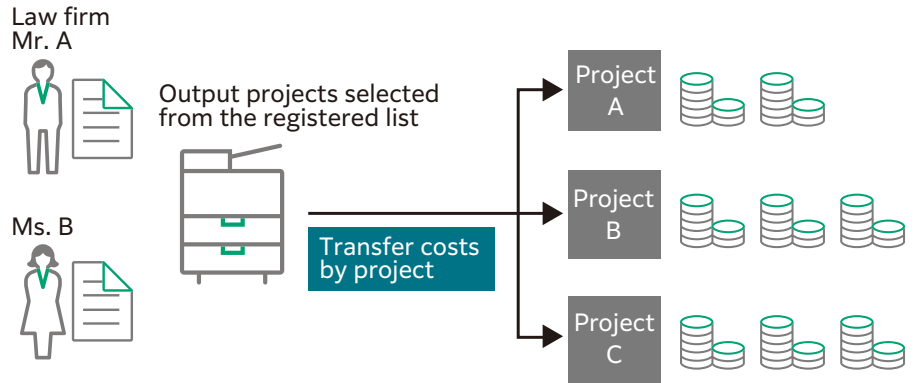 Law firm
Mr. A
Output projects selected
from the registered list
Ms. B
Transfer costs
by project
Project
A
Project
B
Project
C